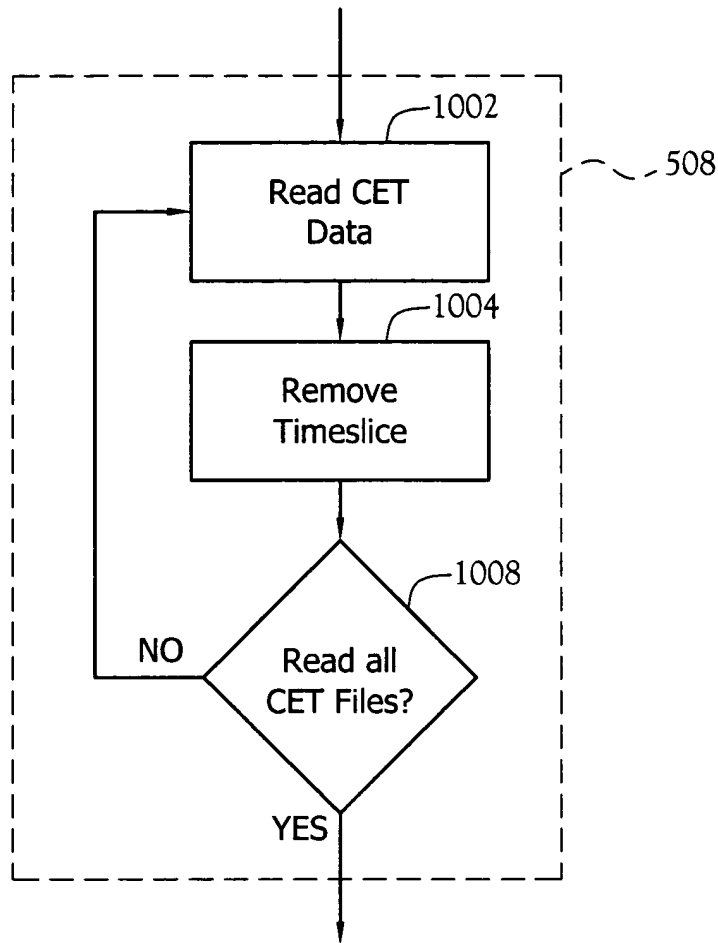 1002
Read CET
Data
508
1004
Remove
Timeslice
1008
NO
Read all
CET Files?
YES